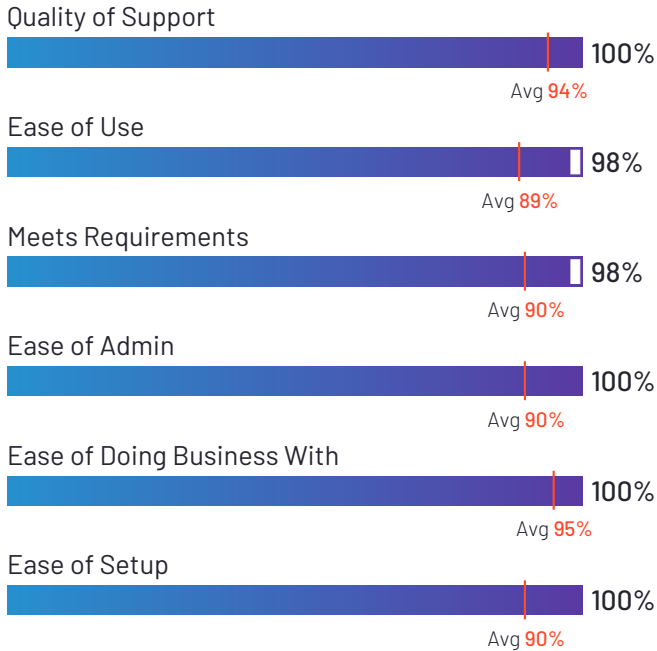 Quality of Support
100%
Avg 94%
Ease of Use
98%
Avg 89%
Meets Requirements
98%
Avg 90%
Ease of Admin
100%
Avg 90%
Ease of Doing Business With
100%
Avg 95%
Ease of Setup
100%
Avg 90%